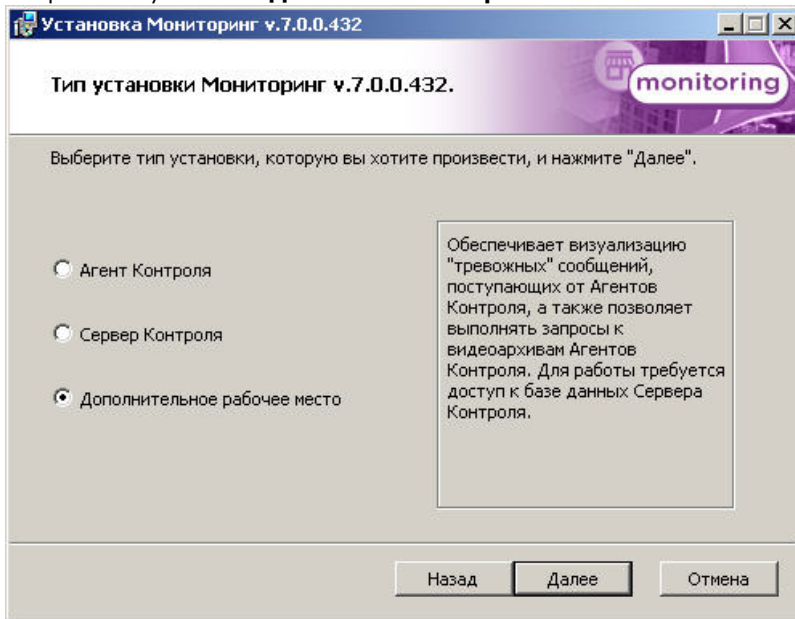 Установка Мониторинг v.7.0.0.432
Тип установки Мониторинг v.7.0.0.432.
monitoring
Выберите тип установки, которую вы хотите произвести, и нажмите "Далее".
Агент Контроля
Сервер Контроля
Дополнительное рабочее место
Обеспечивает визуализацию
"тревожных" сообщений,
поступающих от Агентов
Контроля, а также позволяет
выполнять запросы к
видеоархивам Агентов
Контроля. Для работы требуется
доступ к базе данных Сервера
Контроля.
Назад
Далее
Отмена